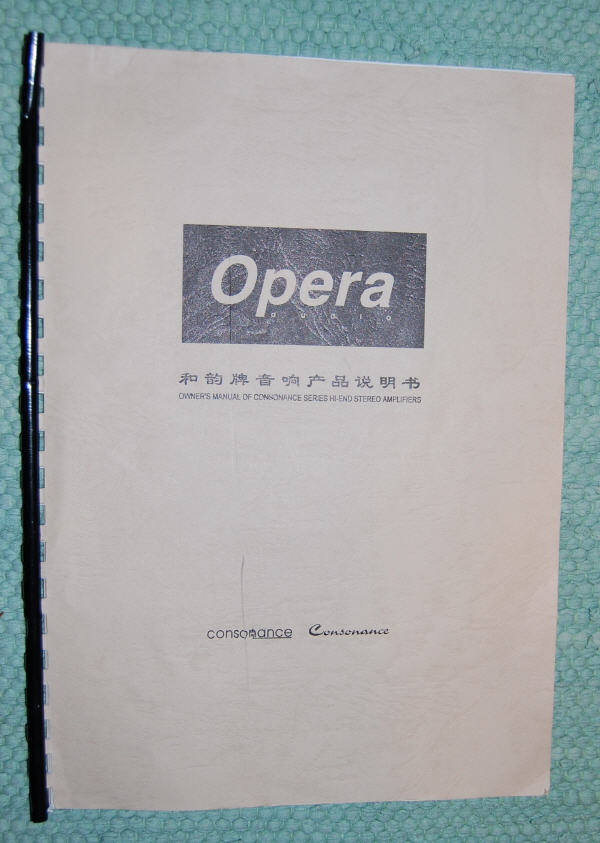 Opera
audio
和韵牌音响产品说明书
OWNER'S MANUAL OF CONSONANCE SERIES HI-END STEREO AMPLIFIERS
consonance Consonance